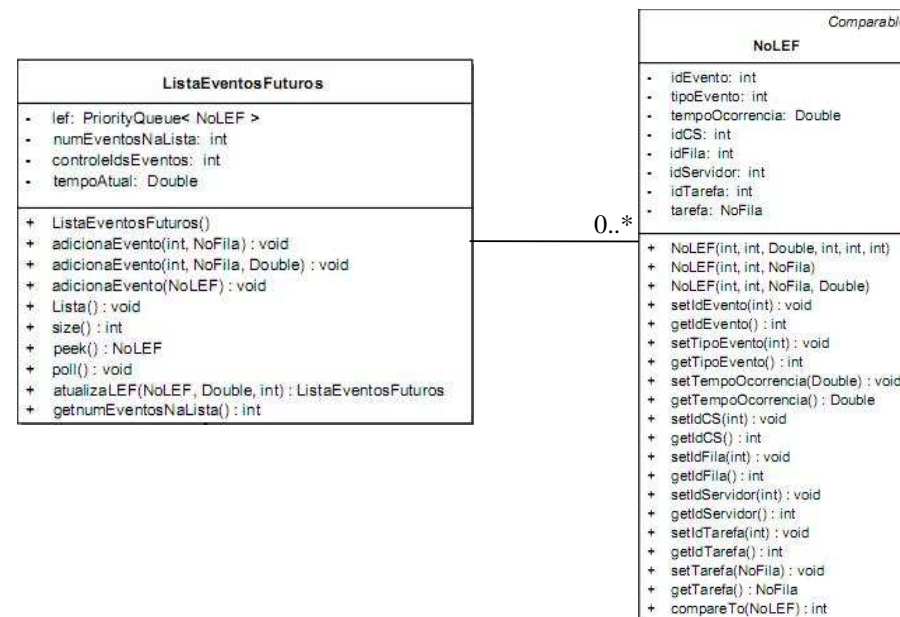 ListaEventosFuturos
- lef: PriorityQueue< NoLEF >
- numEventosNaLista: int
- controleIdsEventos: int
- tempoAtual: Double
+ ListaEventosFuturos()
+ adicionaEvento(int, NoFila) : void
+ adicionaEvento(int, NoFila, Double) : void
+ adicionaEvento(NoLEF) : void
+ Lista() : void
+ size() : int
+ peek() : NoLEF
+ poll() : void
+ atualizaLEF(NoLEF, Double, int) : ListaEventosFuturos
+ getnumEventosNaLista() : int
0..*
Comparable
NoLEF
- idEvento: int
- tipoEvento: int
- tempoOcorrencia: Double
- idCS: int
- idFila: int
- idServidor: int
- idTarefa: int
- tarefa: NoFila
+ NoLEF(int, int, Double, int, int, int)
+ NoLEF(int, int, NoFila)
+ NoLEF(int, int, NoFila, Double)
+ setIdEvento(int) : void
+ getIdEvento() : int
+ setTipoEvento(int) : void
+ getTipoEvento() : int
+ setTempoOcorrencia(Double) : void
+ getTempoOcorrencia() : Double
+ setIdCS(int) : void
+ getIdCS() : int
+ setIdFila(int) : void
+ getIdFila() : int
+ setIdServidor(int) : void
+ getIdServidor() : int
+ setIdTarefa(int) : void
+ getIdTarefa() : int
+ setTarefa(NoFila) : void
+ getTarefa() : NoFila
+ compareTo(NoLEF) : int